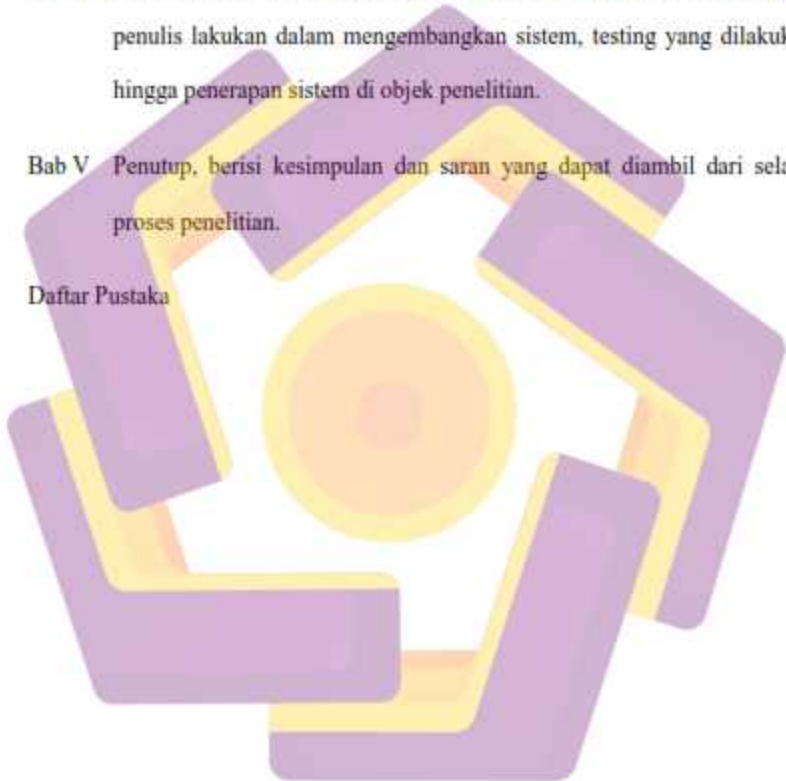 penulis lakukan dalam mengembangkan sistem, testing yang
hingga penerapan sistem di objek penelitian.
Bab V Penutup, berisi kesimpulan dan saran yang dapat diambil dari
proses penelitian.
Daftar Pustaka